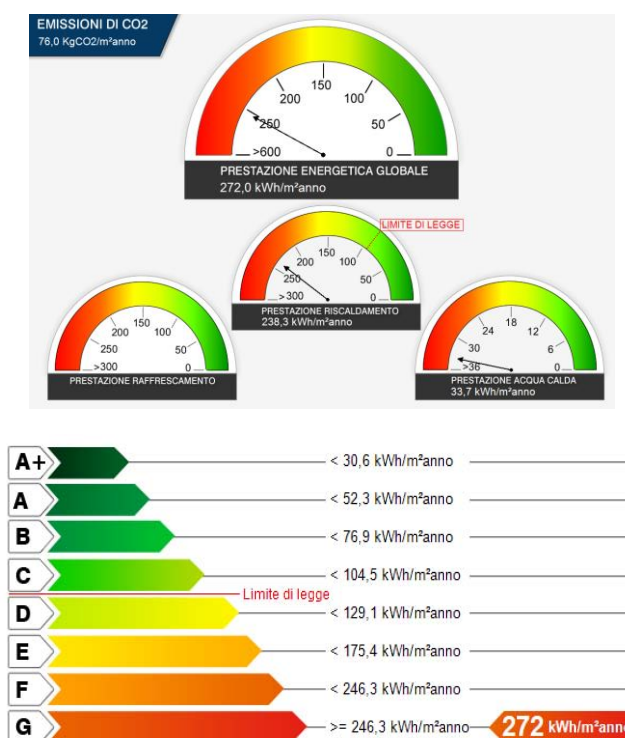 EMISSIONI DI CO2
76,0 KgCO2/m²anno
150
200
100
250
50
>600
0
PRESTAZIONE ENERGETICA GLOBALE
272,0 kWh/m²anno
LIMITE DI LEGGE
150
200
100
250
50
>300
0
PRESTAZIONE RISCALDAMENTO
238,3 kWh/m²anno
150
200
100
250
50
>300
0
PRESTAZIONE RAFFRESCAMENTO
18
24
12
30
6
>36
0
PRESTAZIONE ACQUA CALDA
33,7 kWh/m²anno
A+ < 30,6 kWh/m²anno
A < 52,3 kWh/m²anno
B < 76,9 kWh/m²anno
C < 104,5 kWh/m²anno
Limite di legge
D < 129,1 kWh/m²anno
E < 175,4 kWh/m²anno
F < 246,3 kWh/m²anno
G >= 246,3 kWh/m²anno 272 kWh/m²anno